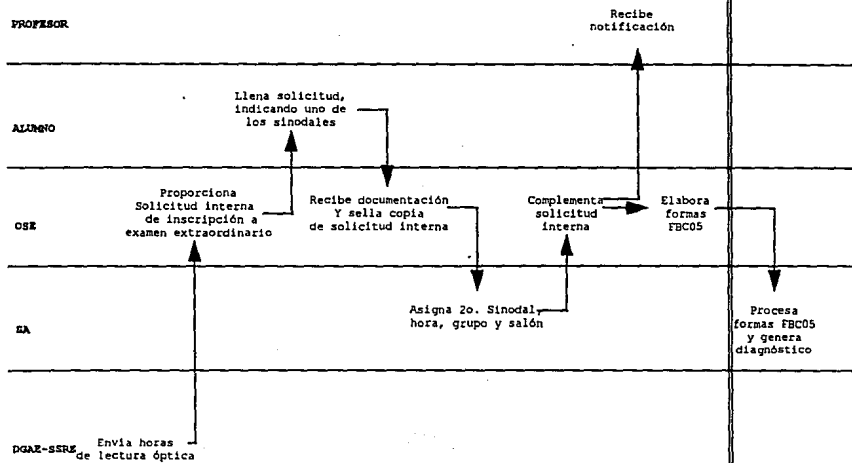 PROFESOR
Recibe
notificación
ALUMNO
Llena solicitud,
indicando uno de
los sinodales
OSE
Proporciona
Solicitud interna
de inscripción a
examen extraordinario
Recibe documentación
Y sella copia
de solicitud interna
Complementa
solicitud
interna
Elabora
formas
FBC05
SA
Asigna 2o. Sinodal,
hora, grupo y salón
Procesa
formas FBC05
y genera
diagnóstico
DGAE-SSRE
Envia horas
de lectura óptica